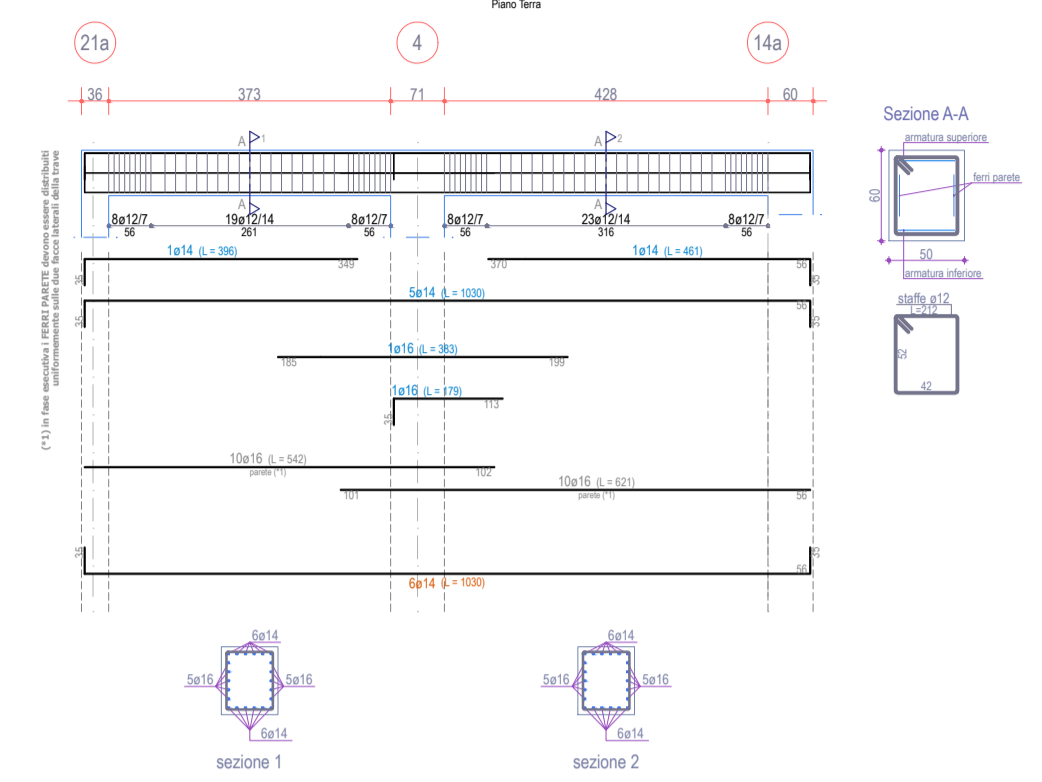 Piano Terra
21a
4
14a
36
373
71
428
60
Sezione A-A
armatura superiore
ferri parete
60
50
armatura inferiore
staffe ø12
L=212
52
42
(*1) in fase esecutiva i FERRI PARETE devono essere distribuiti
uniformemente sulle due facce laterali della trave
A
1
A
2
A
A
8ø12/7
19ø12/14
8ø12/7
8ø12/7
23ø12/14
8ø12/7
56
261
56
56
316
56
1ø14 (L = 396)
349
35
1ø14 (L = 461)
370
56
35
5ø14 (L = 1030)
35
56
35
1ø16 (L = 383)
185
199
1ø16 (L = 179)
35
113
10ø16 (L = 542)
parete (*1)
102
10ø16 (L = 621)
parete (*1)
101
56
35
35
56
6ø14 (L = 1030)
6ø14
5ø16
5ø16
6ø14
sezione 1
6ø14
5ø16
5ø16
6ø14
sezione 2